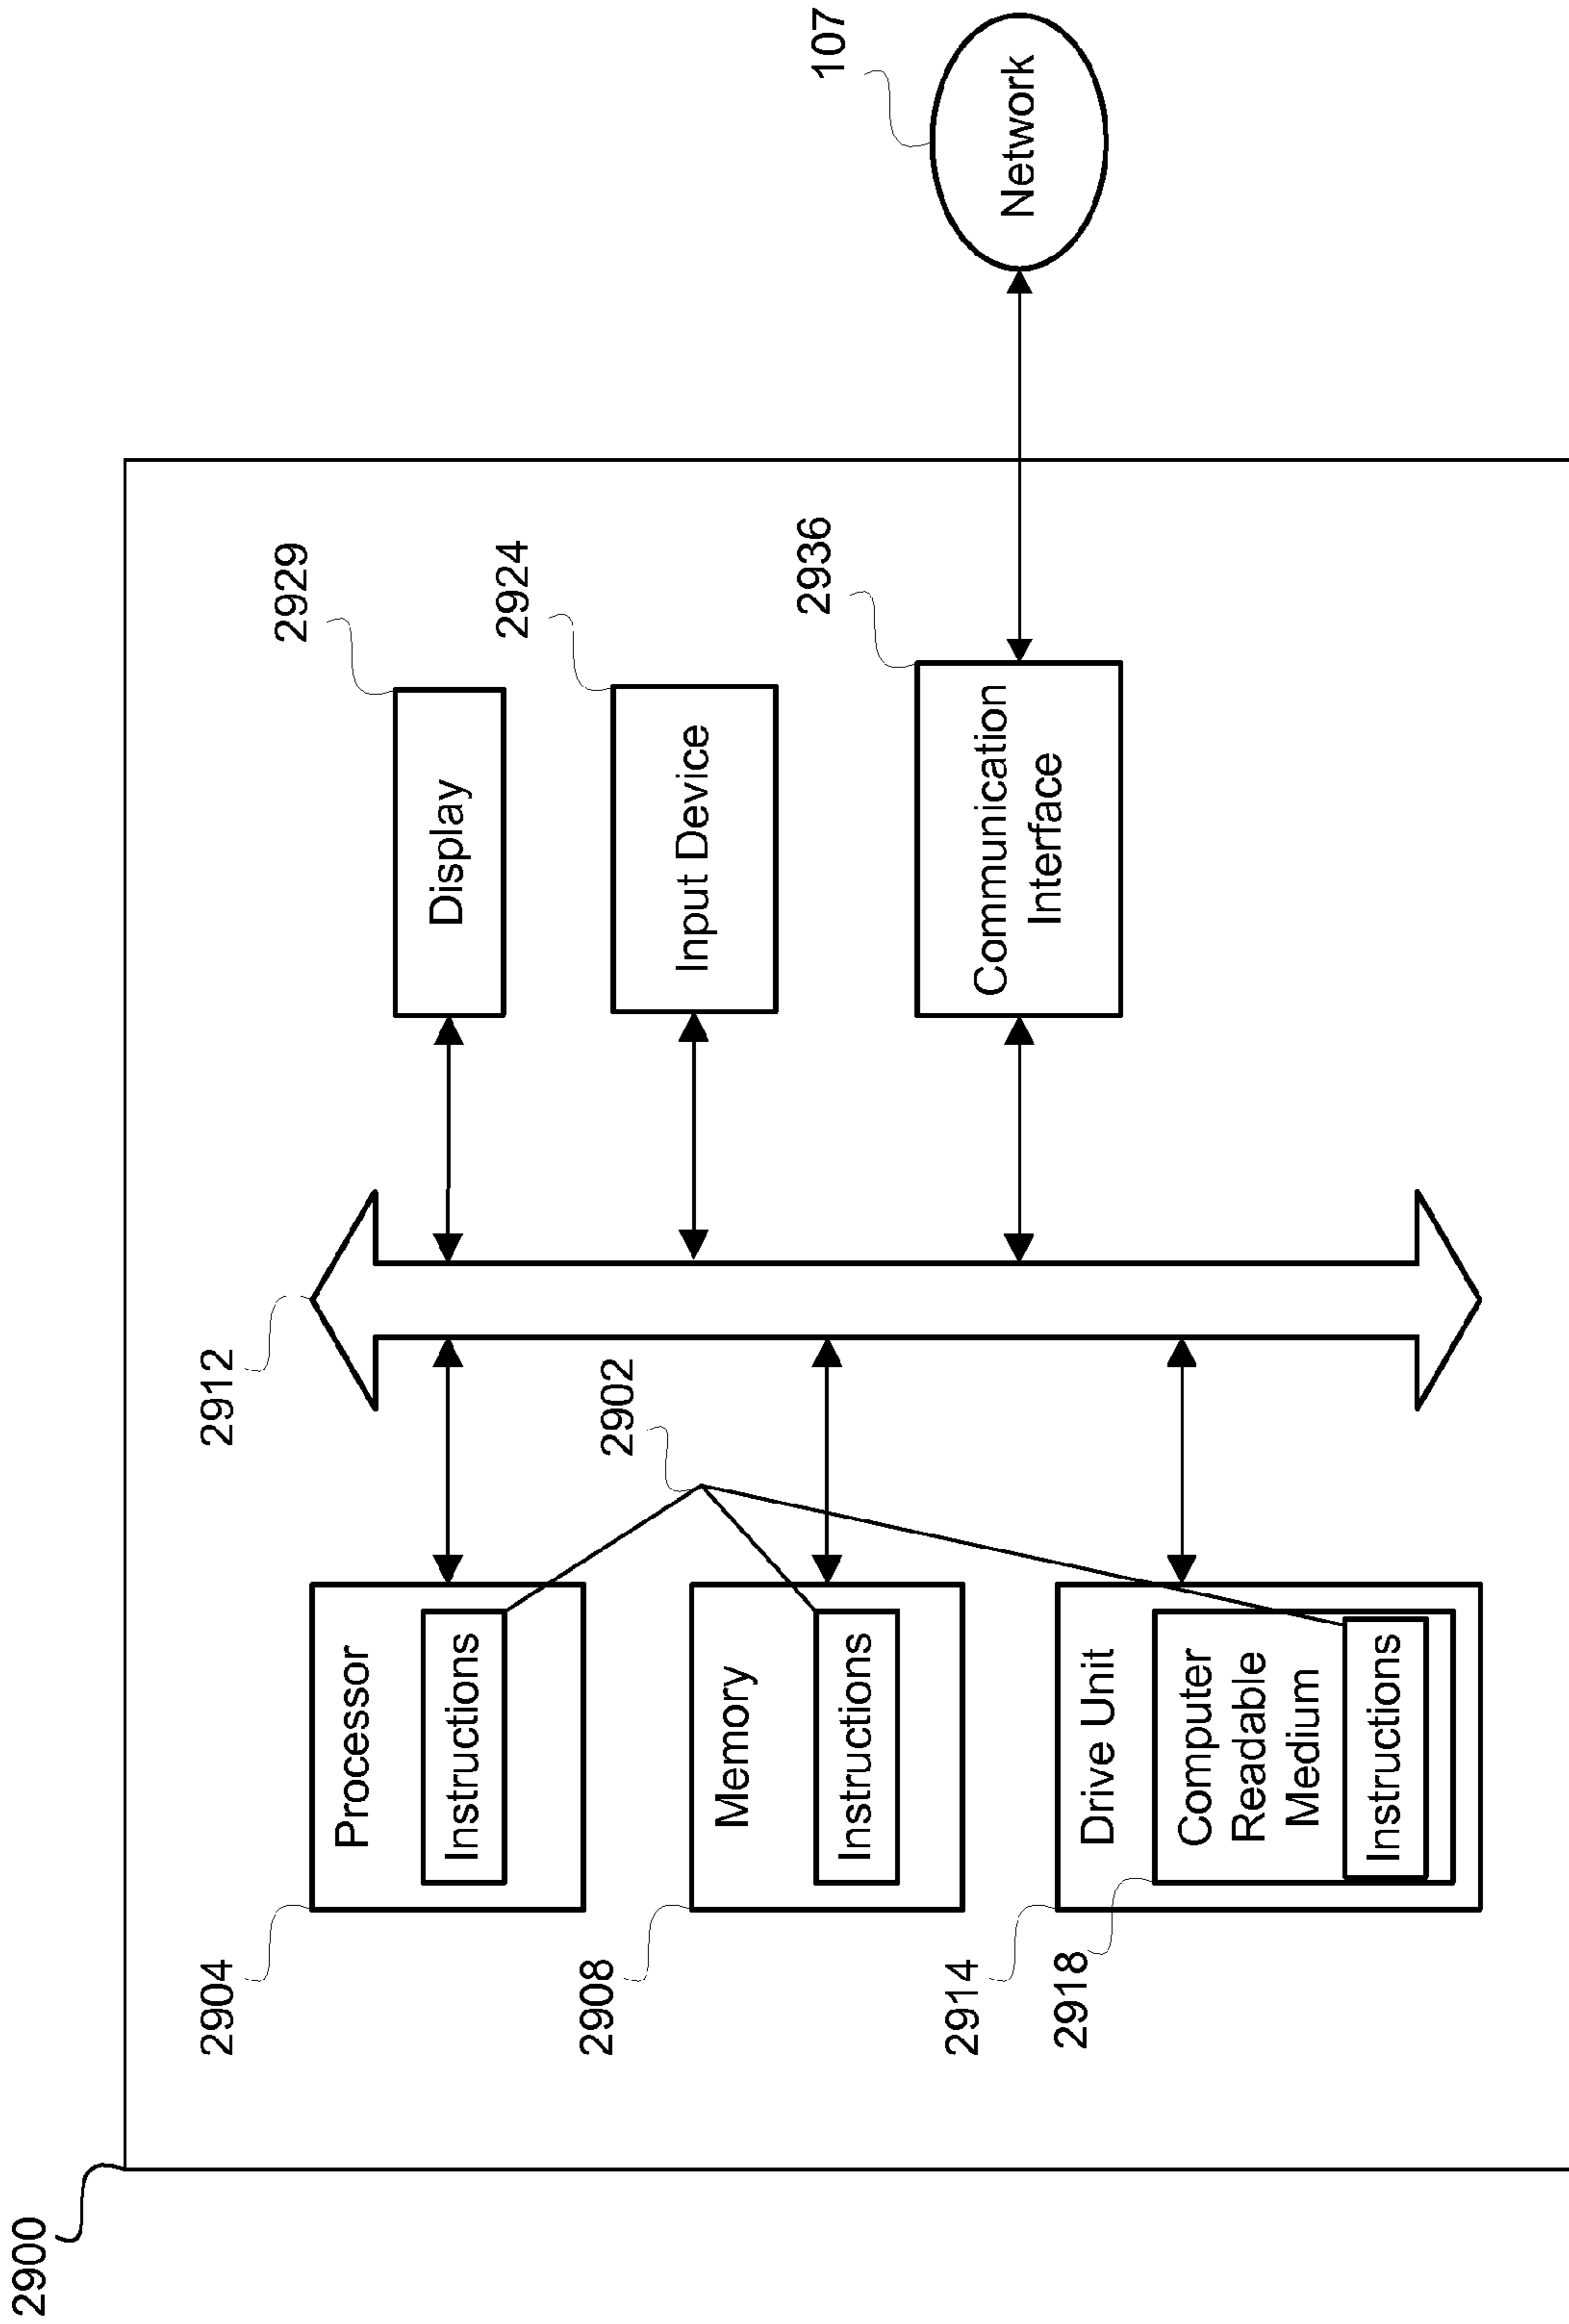 2900
2904
Processor
Instructions
2908
Memory
Instructions
2914
2918
Drive Unit
Computer
Readable
Medium
Instructions
2912
2902
2929
Display
2924
Input Device
2936
Communication
Interface
107
Network